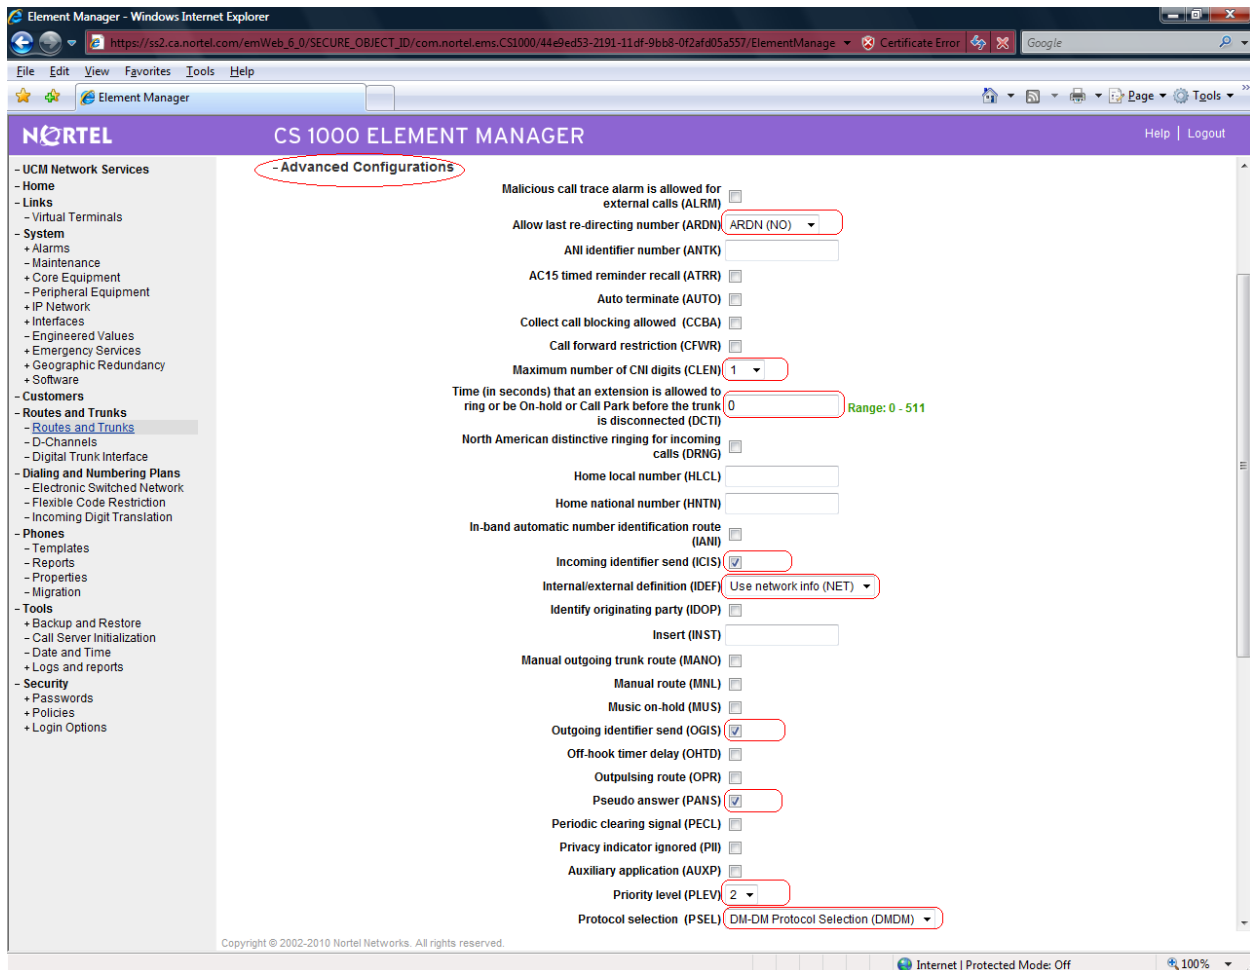 Element Manager - Windows Internet Explorer
https://ss2.ca.nortel.com/emWeb_6_0/SECURE_OBJECT_ID/com.nortel.ems.CS1000/44e9ed53-2191-11df-9bb8-0f2afd05a557/ElementManage
Certificate Error
Google
File Edit View Favorites Tools Help
Element Manager
Page Tools
NORTEL
CS 1000 ELEMENT MANAGER
Help | Logout
- UCM Network Services
- Home
- Links
- Virtual Terminals
- System
+ Alarms
- Maintenance
+ Core Equipment
- Peripheral Equipment
+ IP Network
+ Interfaces
- Engineered Values
+ Emergency Services
+ Geographic Redundancy
+ Software
- Customers
- Routes and Trunks
- Routes and Trunks
- D-Channels
- Digital Trunk Interface
- Dialing and Numbering Plans
- Electronic Switched Network
- Flexible Code Restriction
- Incoming Digit Translation
- Phones
- Templates
- Reports
- Properties
- Migration
- Tools
+ Backup and Restore
- Call Server Initialization
- Date and Time
+ Logs and reports
- Security
+ Passwords
+ Policies
+ Login Options
- Advanced Configurations
Malicious call trace alarm is allowed for
external calls (ALRM)
Allow last re-directing number (ARDN) ARDN (NO)
ANI identifier number (ANTK)
AC15 timed reminder recall (ATRR)
Auto terminate (AUTO)
Collect call blocking allowed (CCBA)
Call forward restriction (CFWR)
Maximum number of CNI digits (CLEN) 1
Time (in seconds) that an extension is allowed to
ring or be On-hold or Call Park before the trunk 0 Range: 0 - 511
is disconnected (DCTI)
North American distinctive ringing for incoming
calls (DRNG)
Home local number (HLCL)
Home national number (HNTN)
In-band automatic number identification route
(IANI)
Incoming identifier send (ICIS)
Internal/external definition (IDEF) Use network info (NET)
Identify originating party (IDOP)
Insert (INST)
Manual outgoing trunk route (MANO)
Manual route (MNL)
Music on-hold (MUS)
Outgoing identifier send (OGIS)
Off-hook timer delay (OHTD)
Outpulsing route (OPR)
Pseudo answer (PANS)
Periodic clearing signal (PECL)
Privacy indicator ignored (PII)
Auxiliary application (AUXP)
Priority level (PLEV) 2
Protocol selection (PSEL) DM-DM Protocol Selection (DMDM)
Copyright © 2002-2010 Nortel Networks. All rights reserved.
Internet | Protected Mode: Off
100%